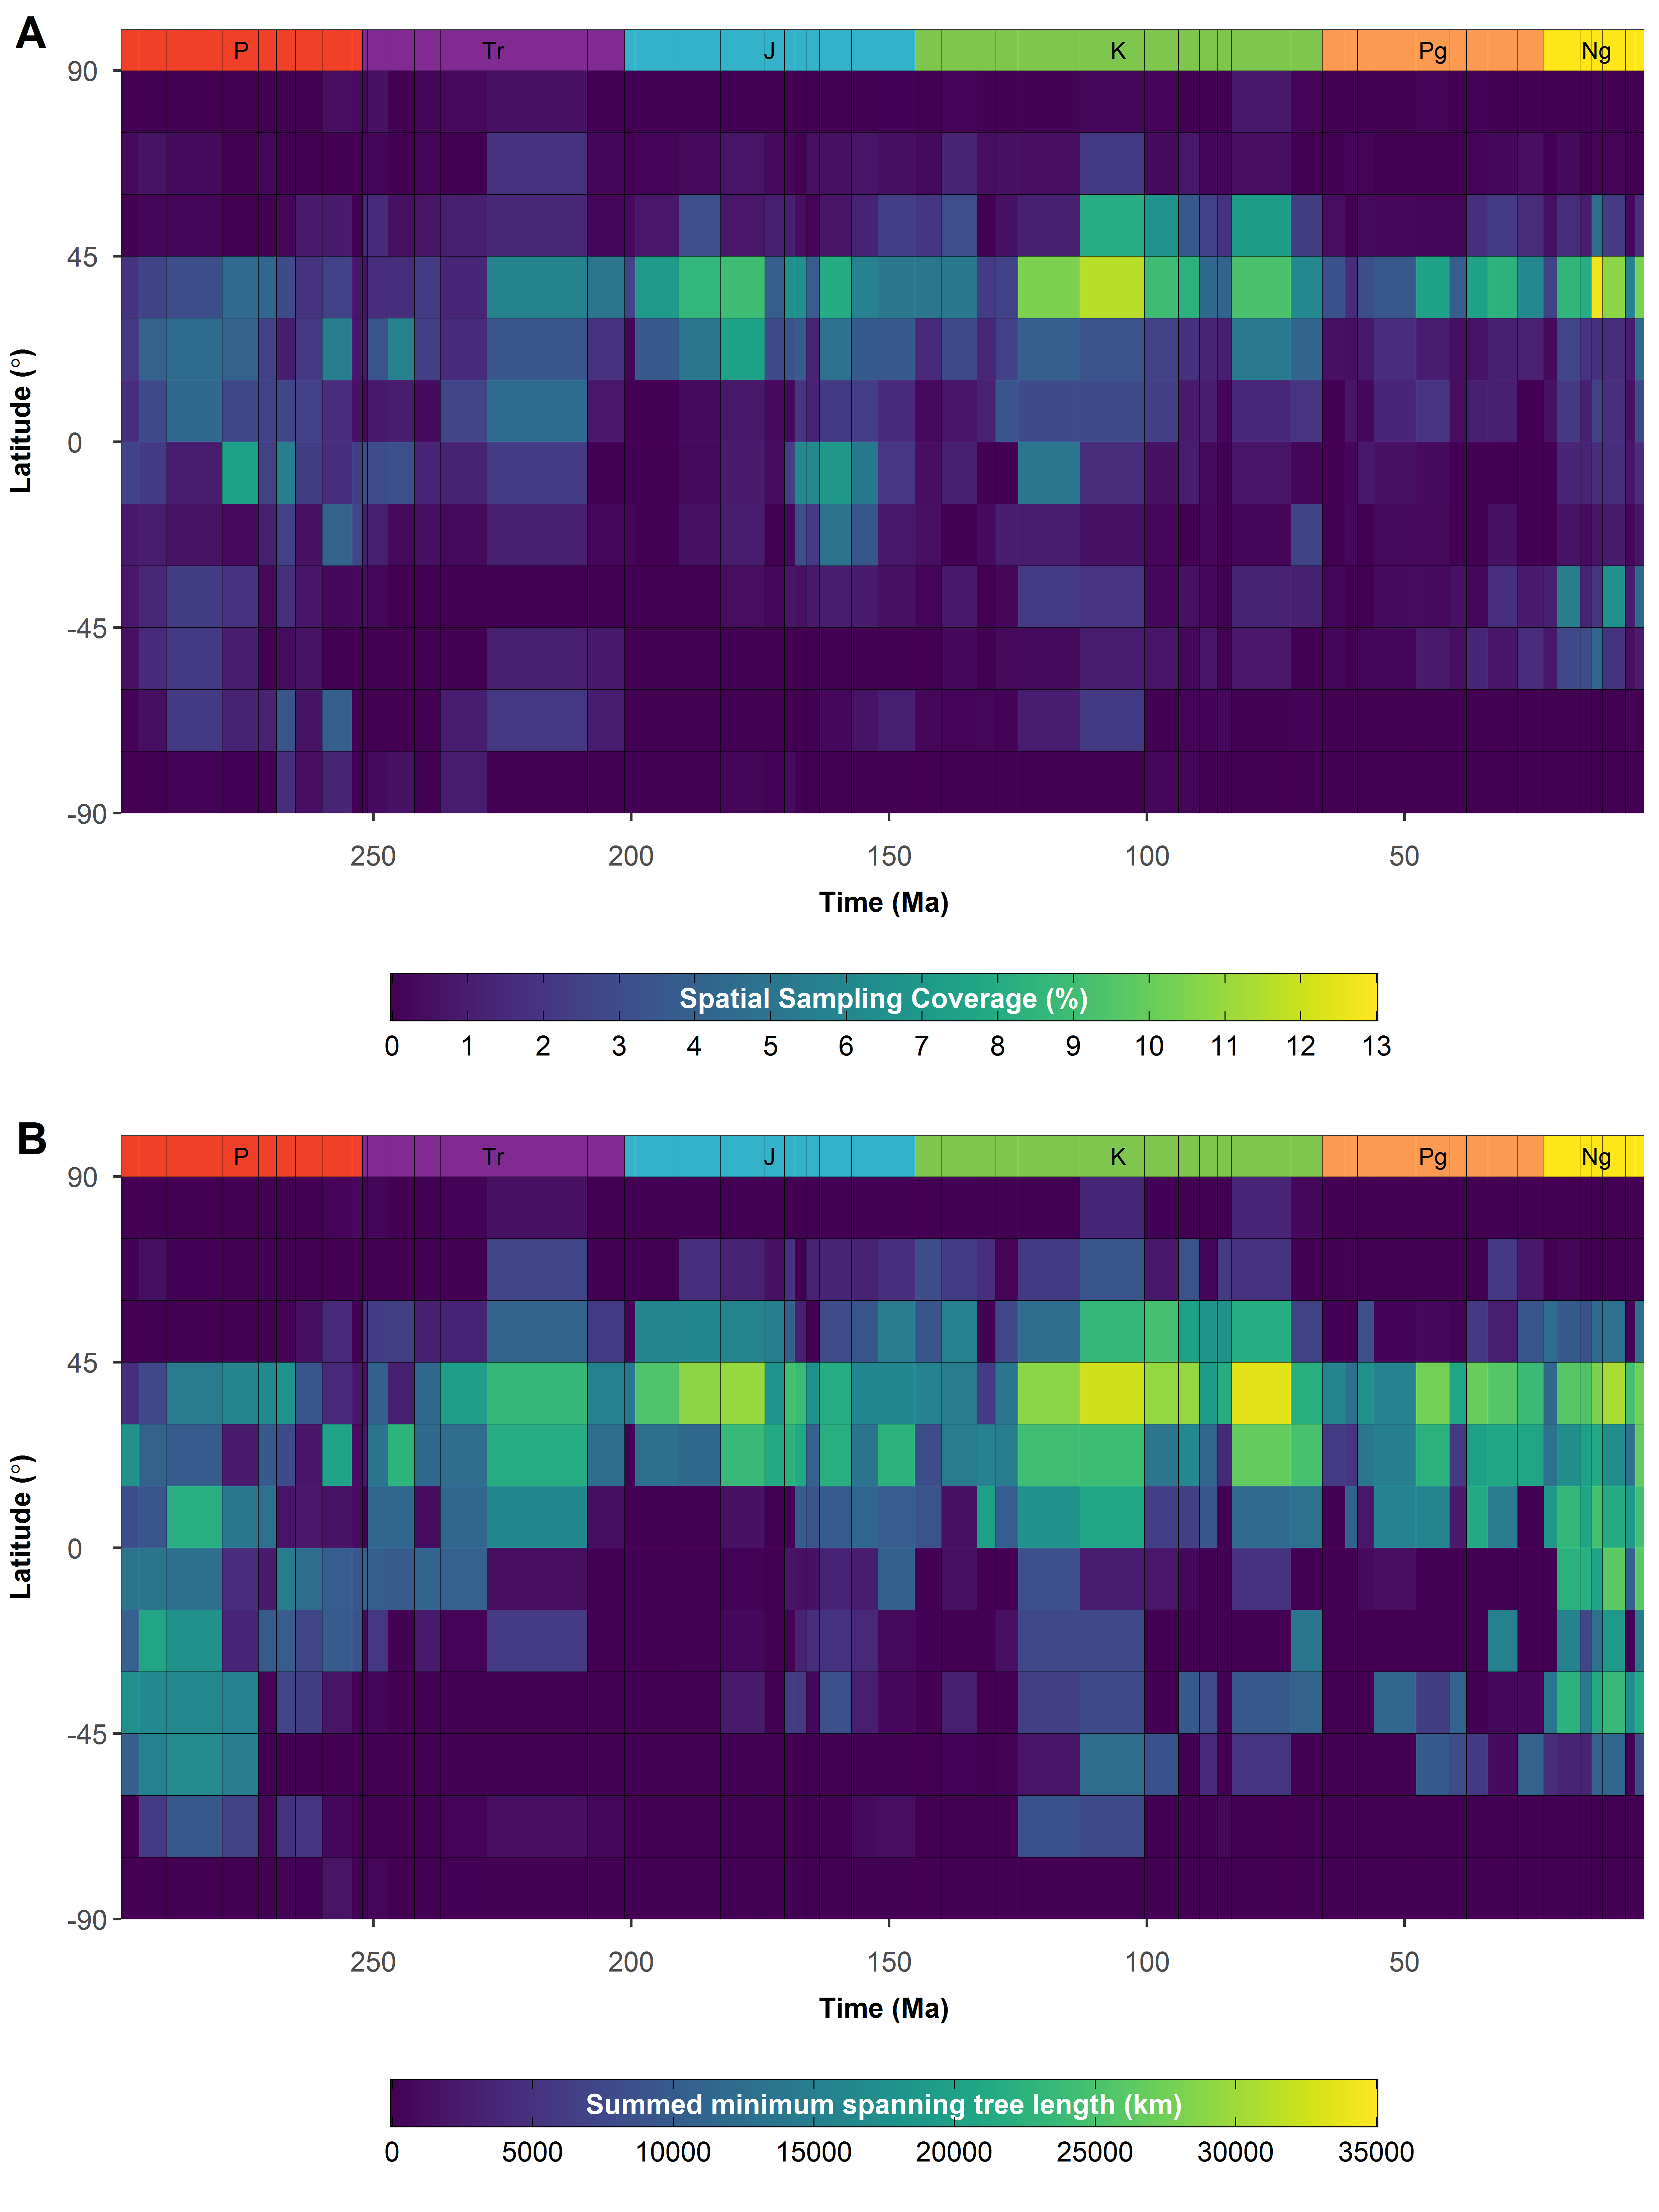 A
P Tr J K Pg Ng
90
45
0
-45
-90
Latitude (°)
250 200 150 100 50
Time (Ma)
Spatial Sampling Coverage (%)
0 1 2 3 4 5 6 7 8 9 10 11 12 13
B
P Tr J K Pg Ng
90
45
0
-45
-90
Latitude (°)
250 200 150 100 50
Time (Ma)
Summed minimum spanning tree length (km)
0 5000 10000 15000 20000 25000 30000 35000